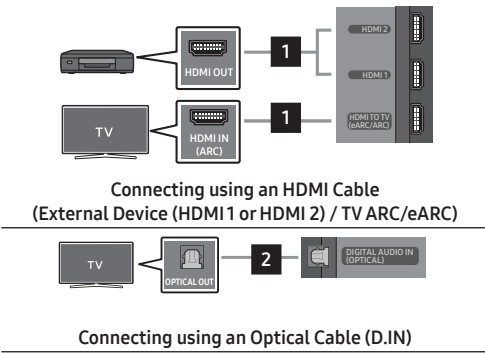 HDMI OUT
1
HDMI 2
HDMI 1
TV
HDMI IN
(ARC)
1
HDMI TO TV
(eARC/ARC)
Connecting using an HDMI Cable
(External Device (HDMI 1 or HDMI 2) / TV ARC/eARC)
TV
OPTICAL OUT
2
DIGITAL AUDIO IN
(OPTICAL)
Connecting using an Optical Cable (D.IN)